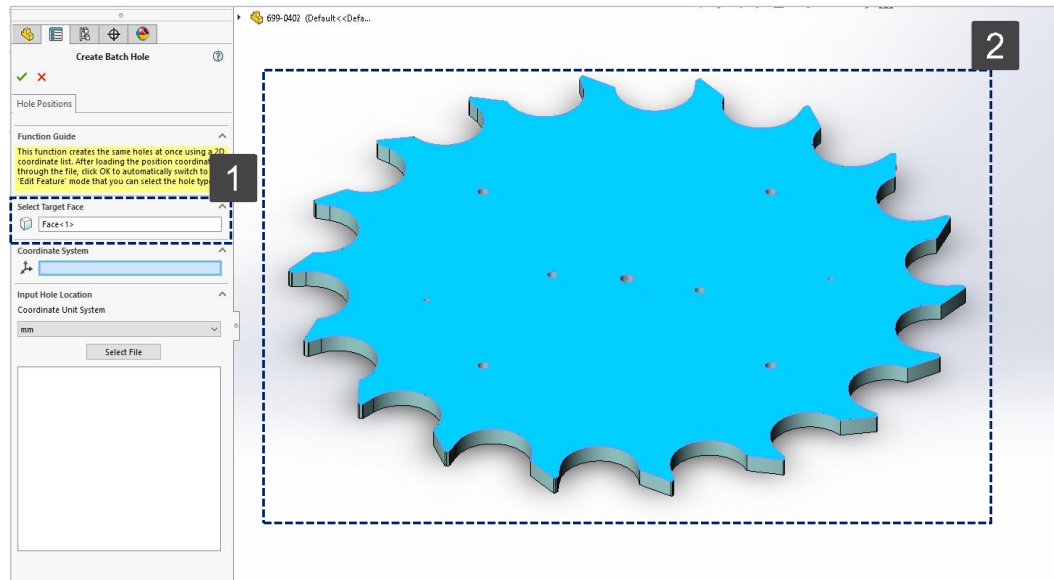 699-0402 (Default<<Defa...
2
Create Batch Hole
Hole Positions
Function Guide
This function creates the same holes at once using a 2D
coordinate list. After loading the position coordinat
through the file, click OK to automatically switch to
'Edit Feature' mode that you can select the hole typ
1
Select Target Face
Face<1>
Coordinate System
Input Hole Location
Coordinate Unit System
mm
Select File